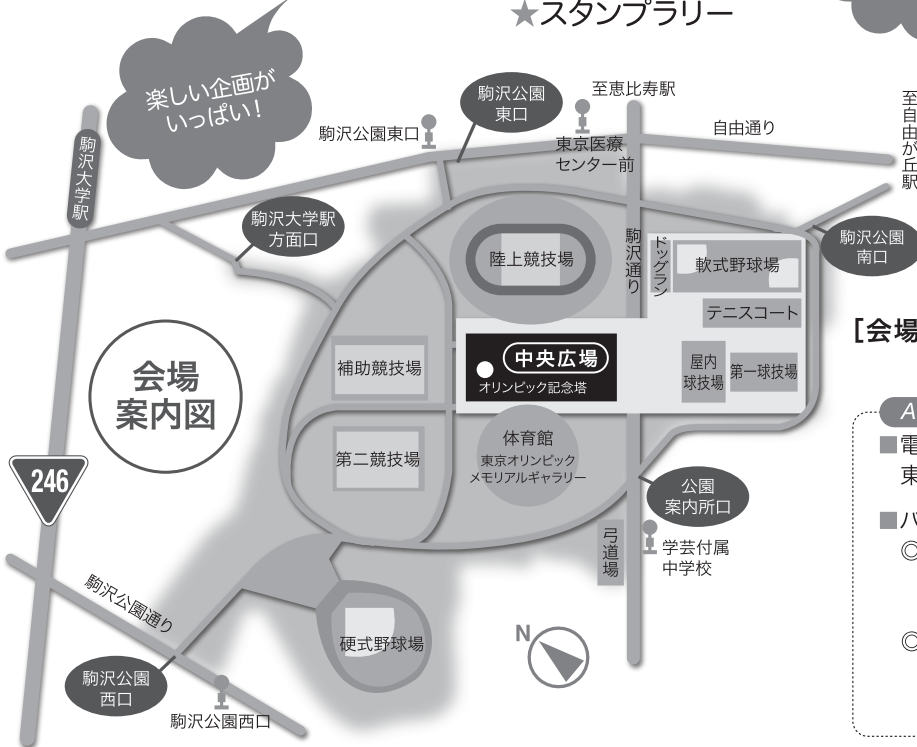 ★スタンプラリー
楽しい企画が
いっぱい!
駒沢公園
東口
至恵比寿駅
駒沢公園東口
東京医療
センター前
自由通り
至自由が丘駅
駒沢大学駅
駒沢大学駅
方面口
駒沢公園
南口
陸上競技場
駒沢通り
ドッグラン
軟式野球場
テニスコート
[会場
会場
案内図
補助競技場
中央広場
オリンピック記念塔
屋内
球技場
第一球技場
A
■電
東
■バ
◎
◎
246
第二競技場
体育館
東京オリンピック
メモリアルギャラリー
公園
案内所口
弓道場
学芸付属
中学校
駒沢公園通り
硬式野球場
N
駒沢公園
西口
駒沢公園西口